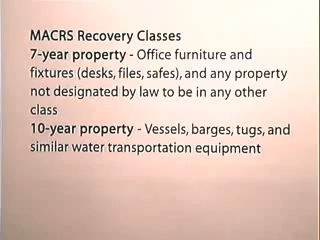 MACRS Recovery Classes
7-year property - Office furniture and
fixtures (desks, files, safes), and any property
not designated by law to be in any other
class
10-year property - Vessels, barges, tugs, and
similar water transportation equipment